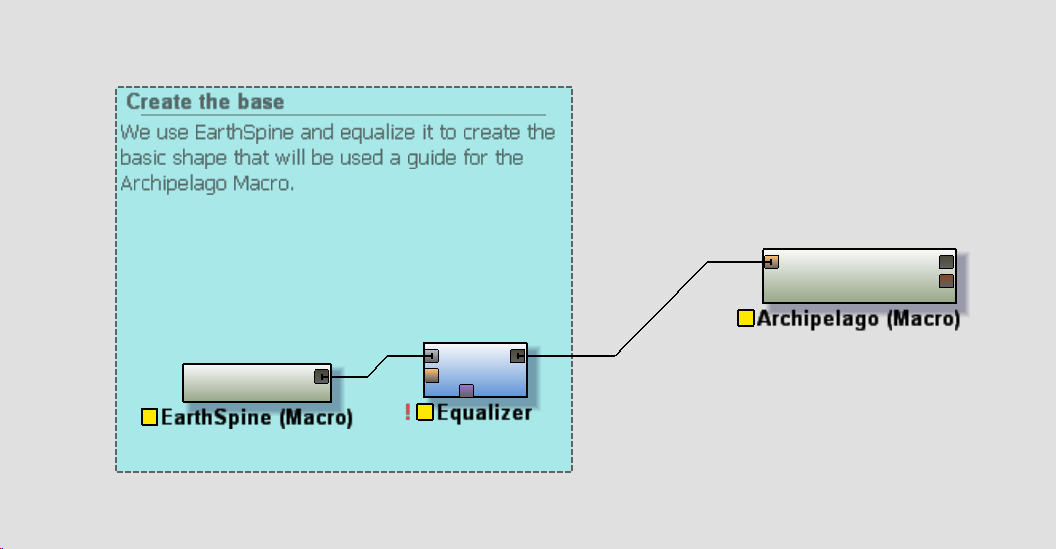 Create the base
We use EarthSpine and equalize it to create the
basic shape that will be used a guide for the
Archipelago Macro.
Archipelago (Macro)
EarthSpine (Macro)
! Equalizer